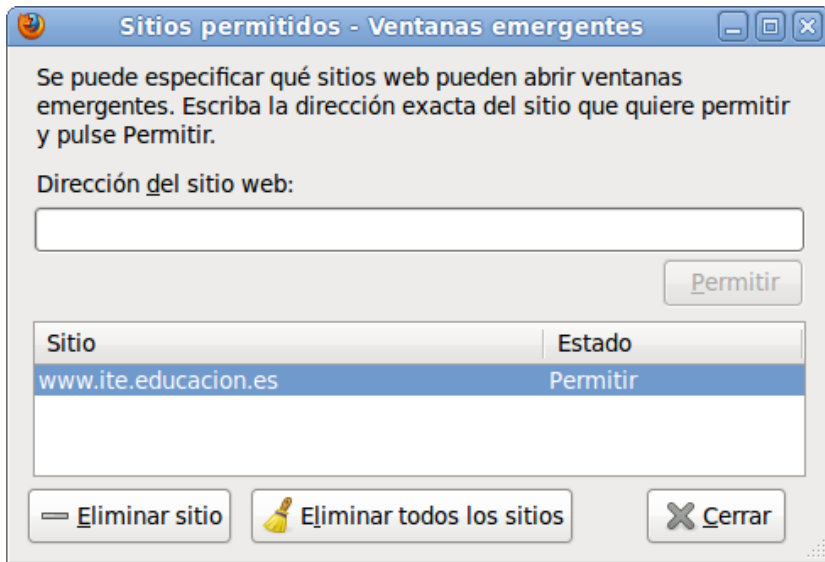 Sitios permitidos - Ventanas emergentes
Se puede especificar qué sitios web pueden abrir ventanas
emergentes. Escriba la dirección exacta del sitio que quiere permitir
y pulse Permitir.
Dirección del sitio web:
Permitir
Sitio Estado
www.ite.educacion.es Permitir
Eliminar sitio Eliminar todos los sitios Cerrar